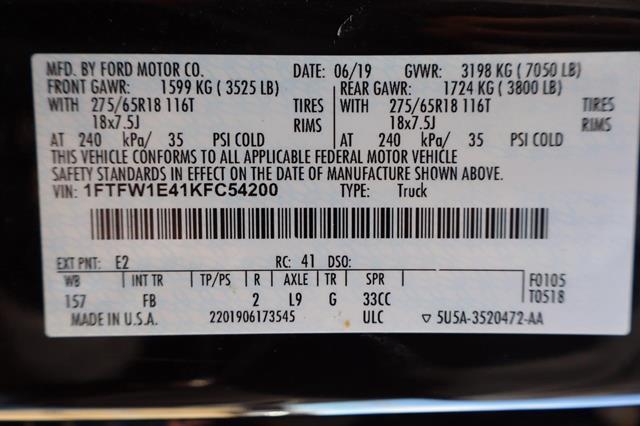 MFD. BY FORD MOTOR CO. DATE: 06/19 GVWR: 3198 KG ( 7050 LB)
FRONT GAWR: 1599 KG ( 3525 LB) REAR GAWR: 1724 KG ( 3800 LB)
WITH 275/65R18 116T TIRES WITH 275/65R18 116T TIRES
18x7.5J RIMS 18x7.5J RIMS
AT 240 kPa/ 35 PSI COLD AT 240 kPa/ 35 PSI COLD
THIS VEHICLE CONFORMS TO ALL APPLICABLE FEDERAL MOTOR VEHICLE
SAFETY STANDARDS IN EFFECT ON THE DATE OF MANUFACTURE SHOWN ABOVE.
VIN: 1FTFW1E41KFC54200 TYPE: Truck
EXT PNT: E2 RC: 41 DSO:
WB INT TR TP/PS R AXLE TR SPR F0105
157 FB 2 L9 G 33CC T0518
MADE IN U.S.A. 2201906173545 ULC ▽ 5U5A-3520472-AA